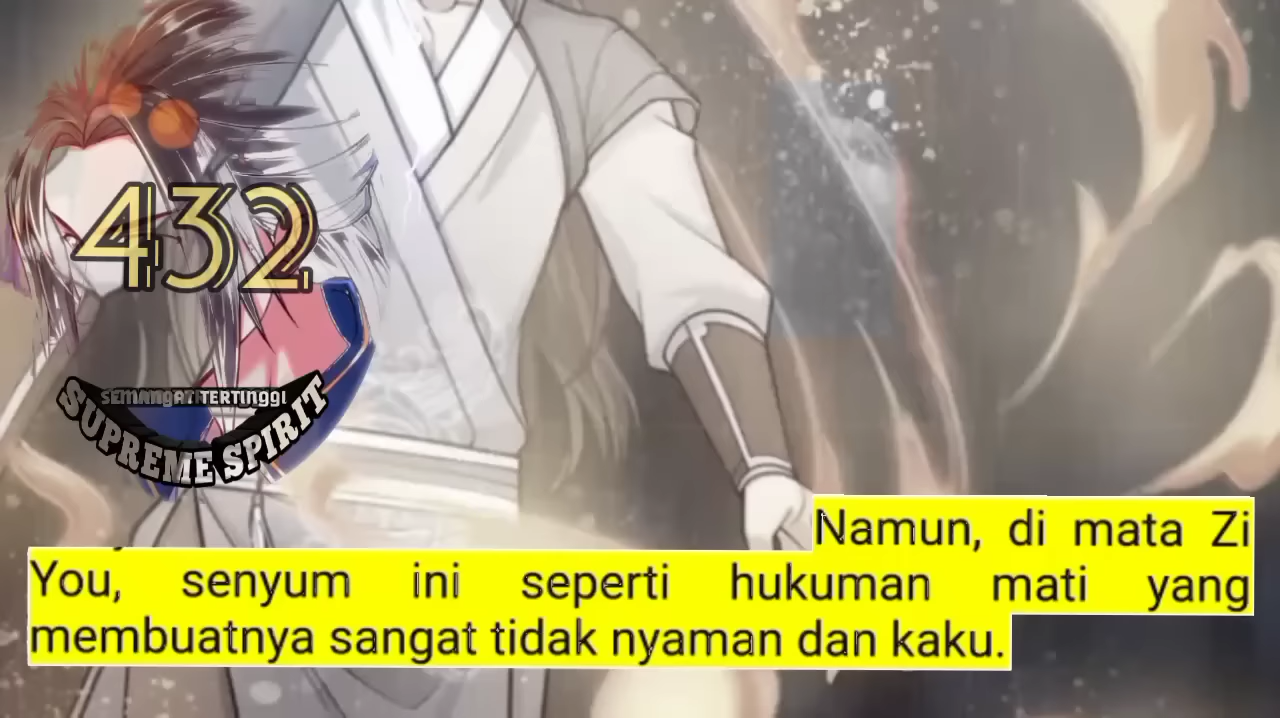 432
SEMANGAT TERTINGGI
SUPREME SPIRIT
Namun, di mata Zi
You, senyum ini seperti hukuman mati yang
membuatnya sangat tidak nyaman dan kaku.